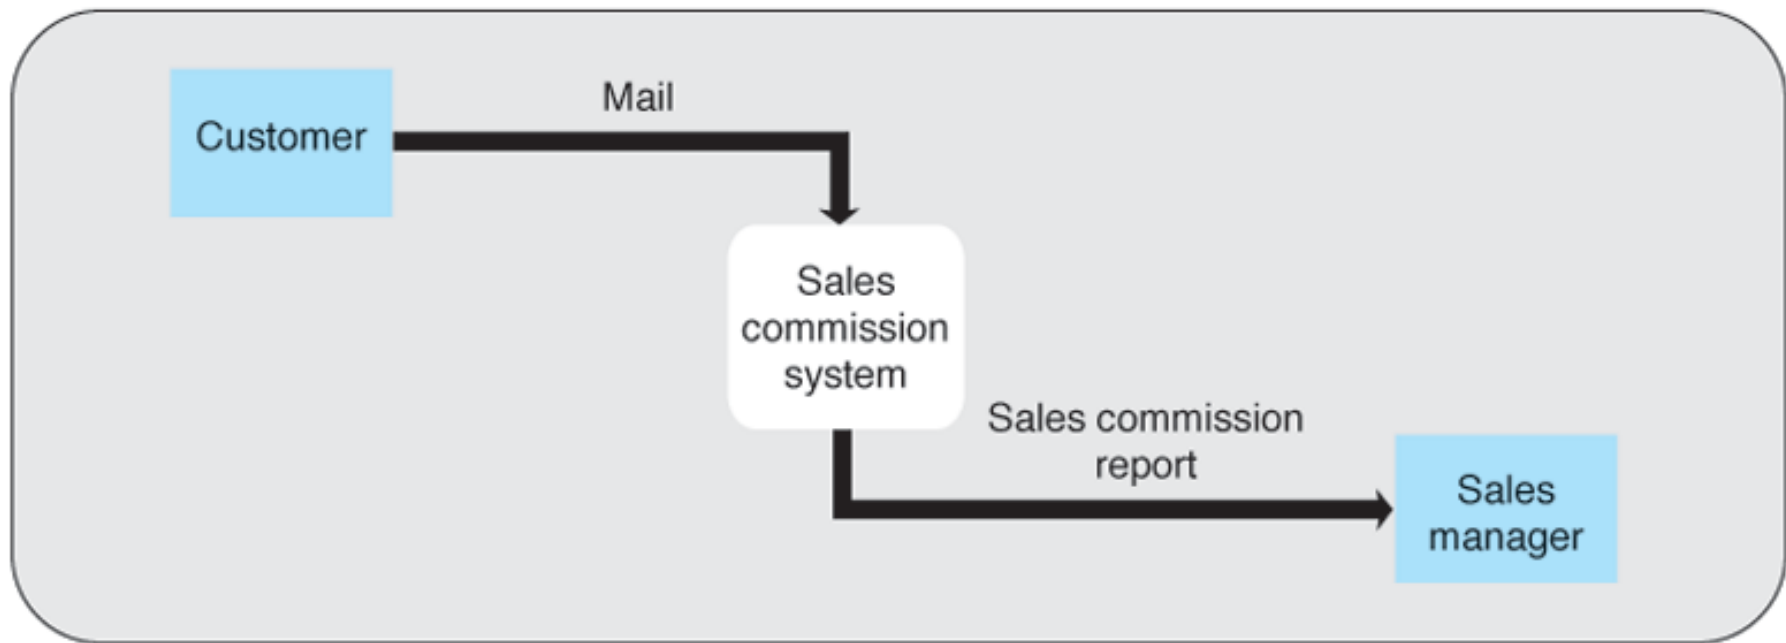 Mail
Customer
Sales
commission
system
Sales commission
report
Sales
manager